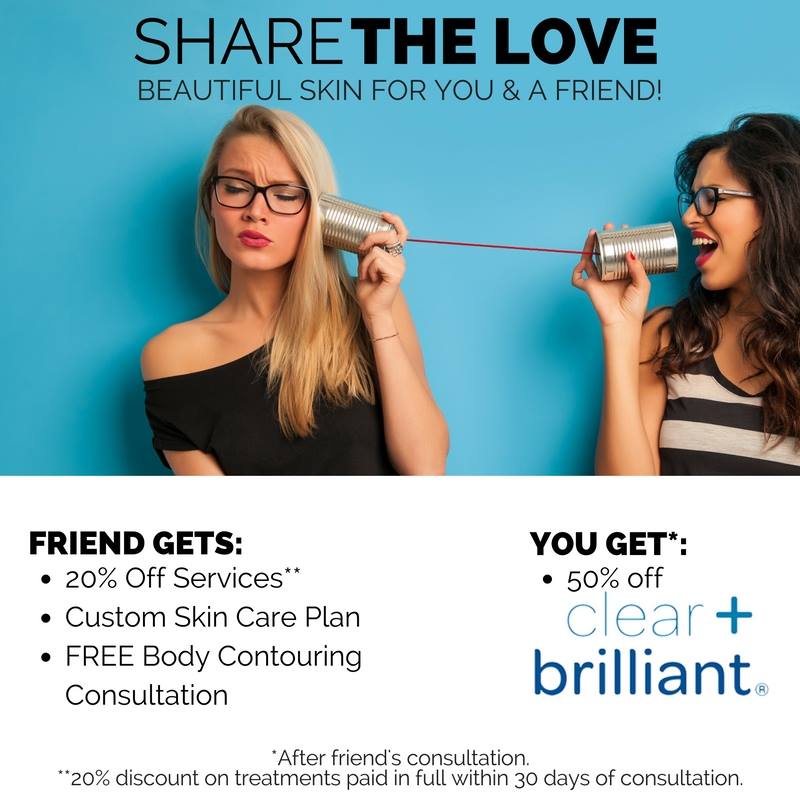 SHARE THE LOVE
BEAUTIFUL SKIN FOR YOU & A FRIEND!
FRIEND GETS:
• 20% Off Services**
• Custom Skin Care Plan
• FREE Body Contouring
Consultation
YOU GET*:
• 50% off
clear +
brilliant®
*After friend's consultation.
**20% discount on treatments paid in full within 30 days of consultation.